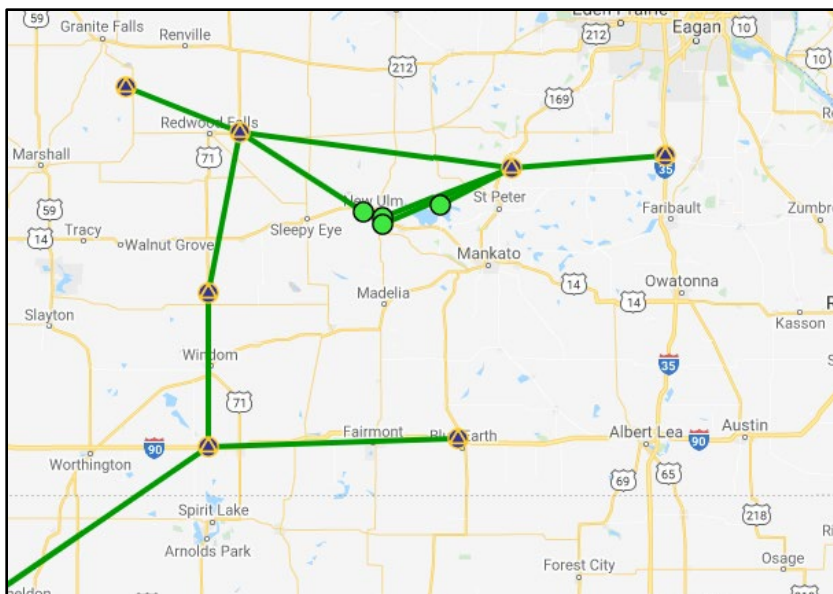 59
Granite Falls
Renville
212
Eden Prairie
212
Eagan
10
10
169
Redwood Falls
71
Marshall
59
New Ulm
St Peter
35
Faribault
14
Tracy
Walnut Grove
Sleepy Eye
Mankato
14
14
Owatonna
Madelia
Slayton
Kasson
Windom
35
71
Fairmont
Blue Earth
Albert Lea
Austin
90
90
Worthington
69
65
218
Spirit Lake
Arnolds Park
Forest City
Osage